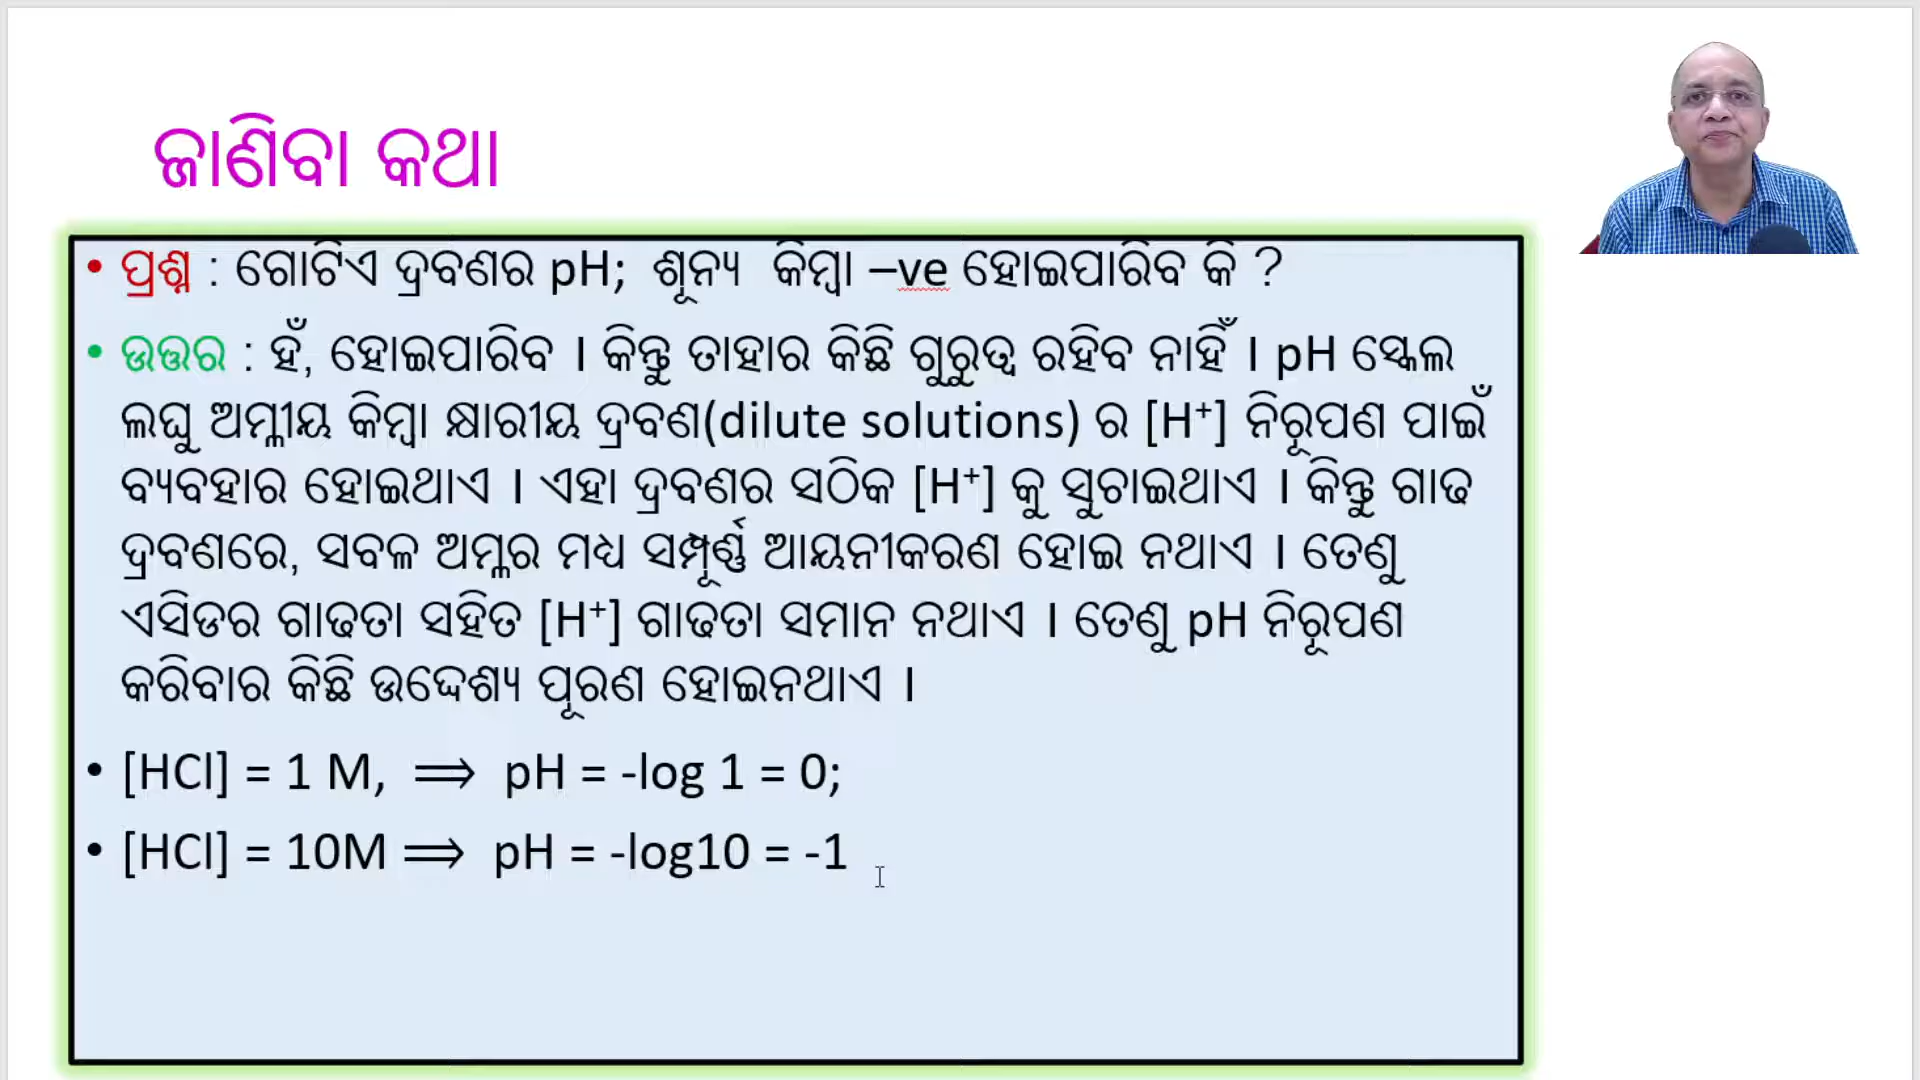 ଜାଣିବା କଥା
• ପ୍ରଶ୍ନ : ଗୋଟିଏ ଦ୍ରବଣର pH; ଶୂନ୍ୟ କିମ୍ବା –ve ହୋଇପାରିବ କି ?
• ଉତ୍ତର : ହଁ, ହୋଇପାରିବ । କିନ୍ତୁ ତାହାର କିଛି ଗୁରୁତ୍ୱ ରହିବ ନାହିଁ । pH ସ୍କେଲ
ଲଘୁ ଅମ୍ଳୀୟ କିମ୍ବା କ୍ଷାରୀୟ ଦ୍ରବଣ(dilute solutions) ର [H⁺] ନିରୂପଣ ପାଇଁ
ବ୍ୟବହାର ହୋଇଥାଏ । ଏହା ଦ୍ରବଣର ସଠିକ [H⁺] କୁ ସୁଚାଇଥାଏ । କିନ୍ତୁ ଗାଢ
ଦ୍ରବଣରେ, ସବଳ ଅମ୍ଳର ମଧ୍ୟ ସମ୍ପୂର୍ଣ୍ଣ ଆୟନୀକରଣ ହୋଇ ନଥାଏ । ତେଣୁ
ଏସିଡର ଗାଢତା ସହିତ [H⁺] ଗାଢତା ସମାନ ନଥାଏ । ତେଣୁ pH ନିରୂପଣ
କରିବାର କିଛି ଉଦ୍ଦେଶ୍ୟ ପୂରଣ ହୋଇନଥାଏ ।
• [HCl] = 1 M, ⟹ pH = -log 1 = 0;
• [HCl] = 10M ⟹ pH = -log10 = -1